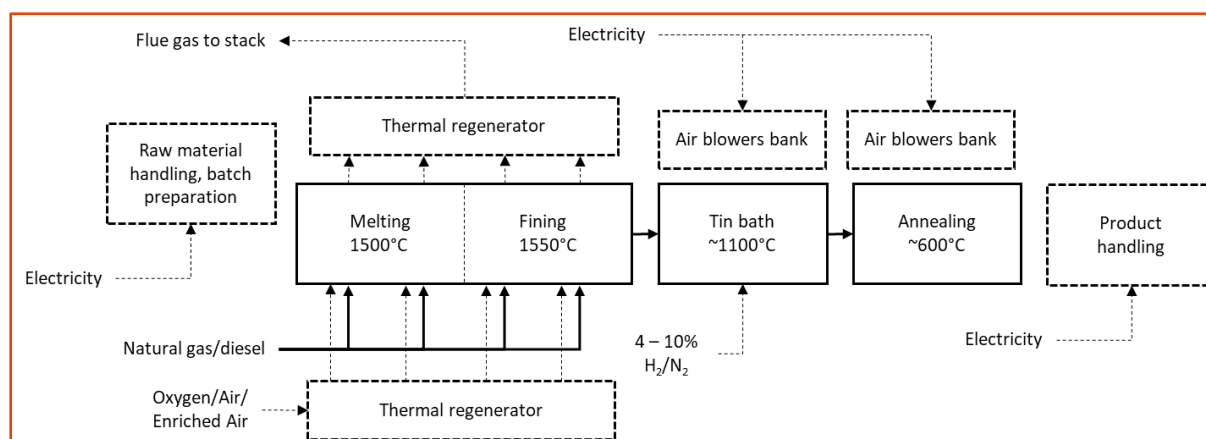 Flue gas to stack
Electricity
Thermal regenerator
Air blowers bank
Air blowers bank
Raw material
handling, batch
preparation
Melting
1500°C
Fining
1550°C
Tin bath
~1100°C
Annealing
~600°C
Product
handling
Electricity
Natural gas/diesel
4 – 10%
H₂/N₂
Electricity
Oxygen/Air/
Enriched Air
Thermal regenerator